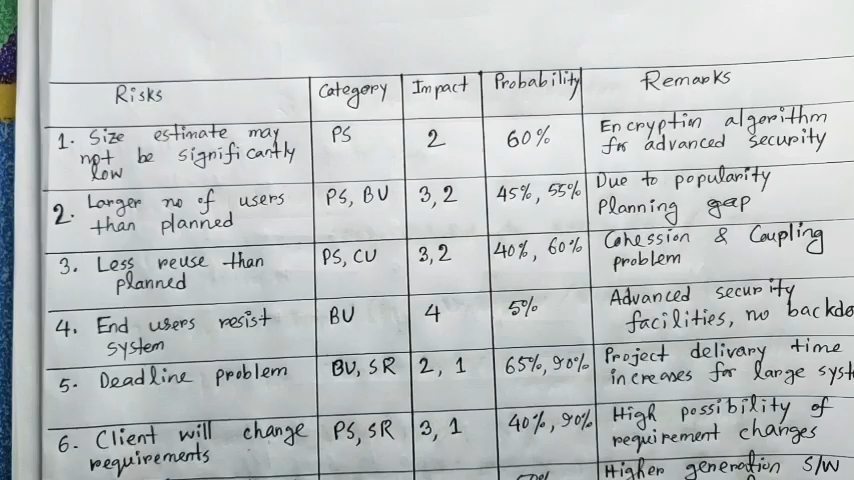 Risks Category Impact Probability Remarks
1. Size estimate may PS 2 60% Encryptin algorithm
not be significantly for advanced security
low
2. Larger no of users PS, BU 3, 2 45%, 55% Due to popularity
than planned Planning gap
3. Less reuse than PS, CU 3, 2 40%, 60% Cohession & Coupling
planned problem
4. End users resist BU 4 5% Advanced security
system facilities, no backdo
5. Deadline problem BU, SR 2, 1 65%, 90% Project delivary time
increases for large syst
6. Client will change PS, SR 3, 1 40%, 90% High possibility of
requirements requirement changes
Higher generation S/W